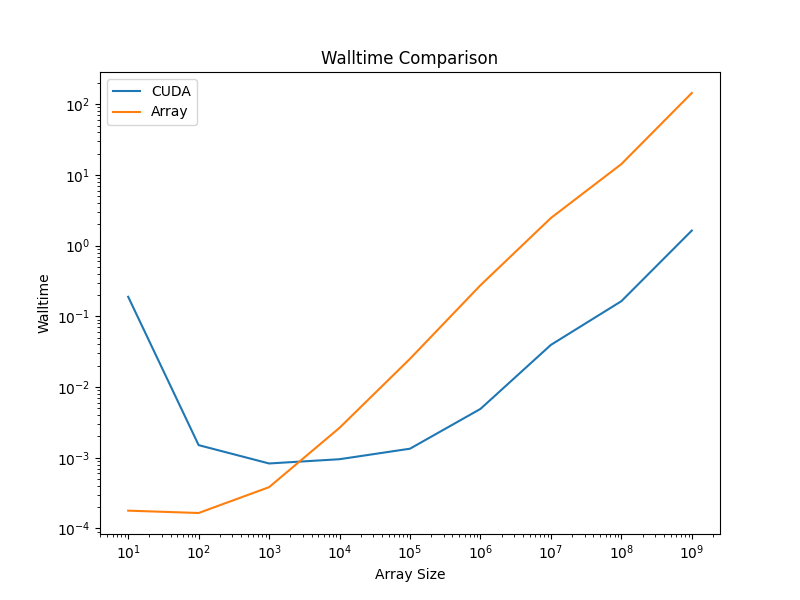 Walltime Comparison
CUDA
Array
10²
10¹
10⁰
10⁻¹
10⁻²
10⁻³
10⁻⁴
Walltime
10¹ 10² 10³ 10⁴ 10⁵ 10⁶ 10⁷ 10⁸ 10⁹
Array Size